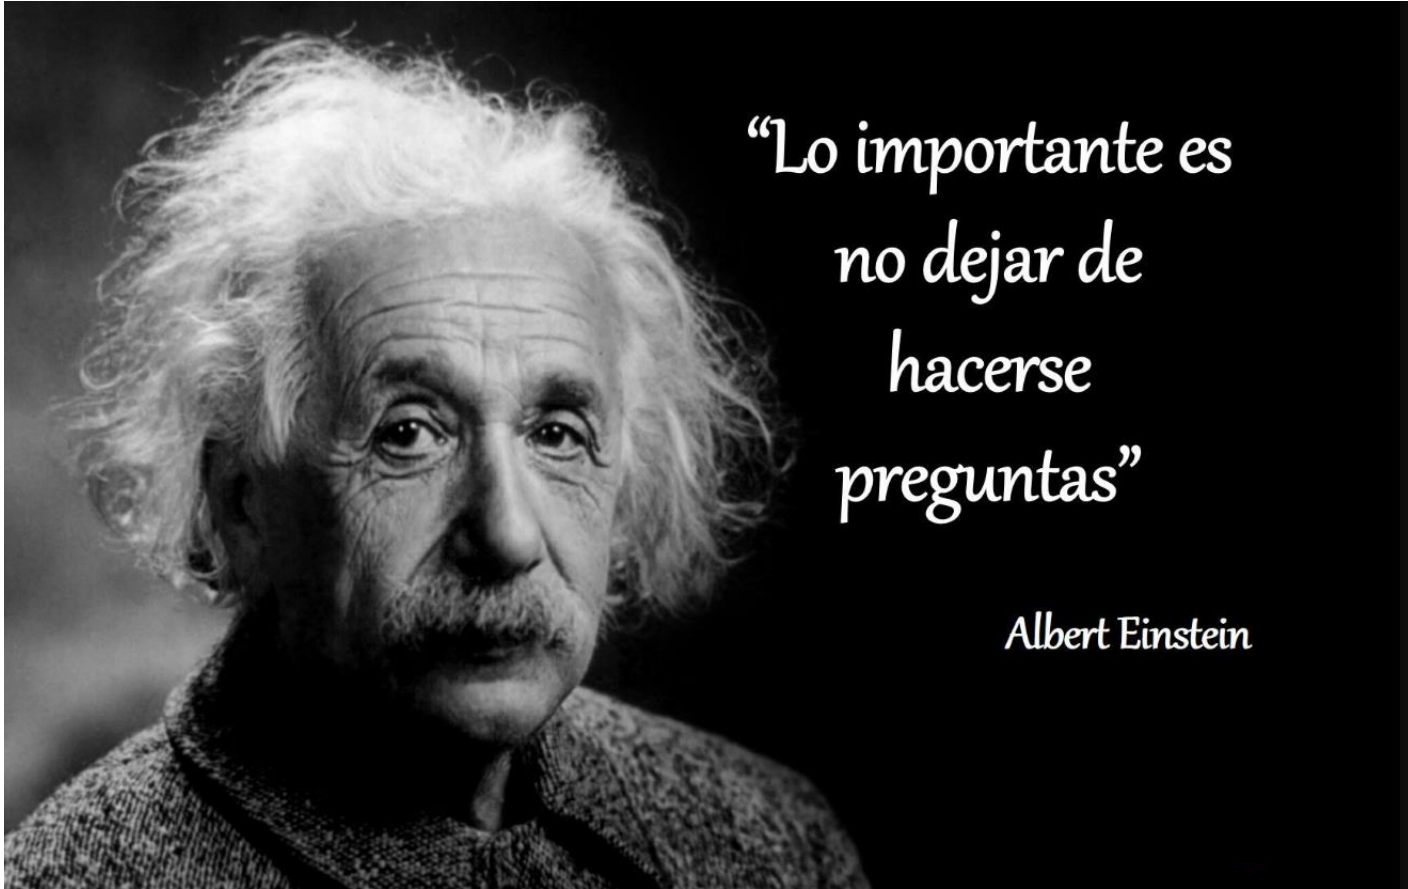 “Lo importante es
no dejar de
hacerse
preguntas”
Albert Einstein